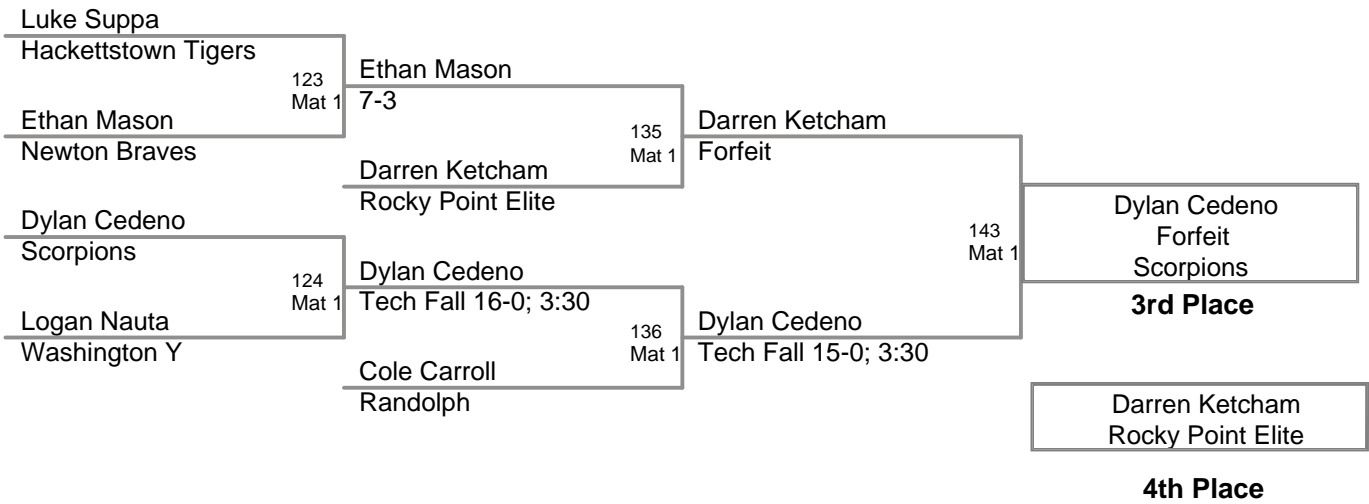 Luke Suppa
Hackettstown Tigers
123
Mat 1
Ethan Mason
7-3
Ethan Mason
Newton Braves
135
Mat 1
Darren Ketcham
Forfeit
Darren Ketcham
Rocky Point Elite
Dylan Cedeno
Scorpions
143
Mat 1
Dylan Cedeno
Forfeit
Scorpions
3rd Place
124
Mat 1
Dylan Cedeno
Tech Fall 16-0; 3:30
Logan Nauta
Washington Y
136
Mat 1
Dylan Cedeno
Tech Fall 15-0; 3:30
Cole Carroll
Randolph
Darren Ketcham
Rocky Point Elite
4th Place